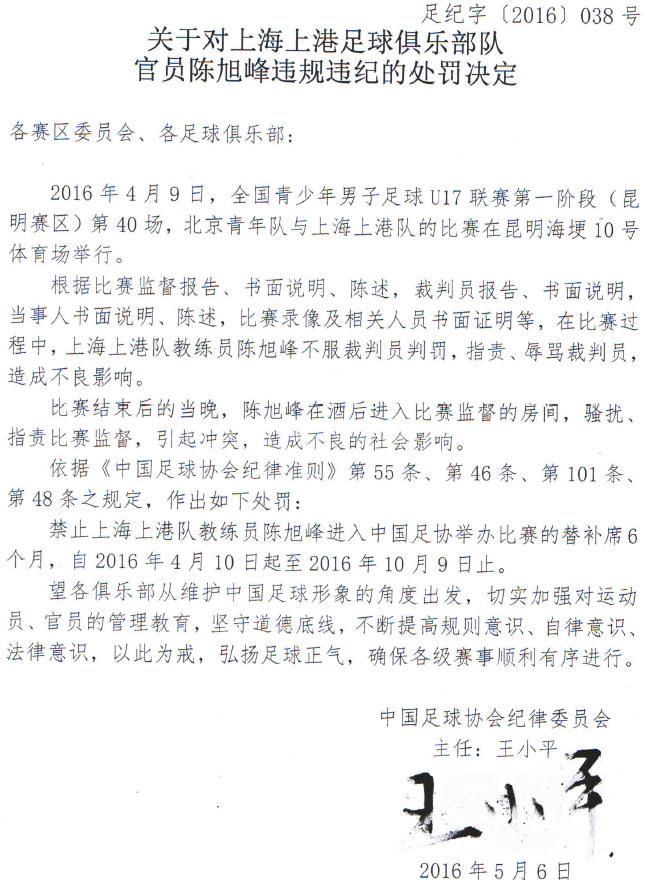 足纪字〔2016〕038 号
关于对上海上港足球俱乐部队
官员陈旭峰违规违纪的处罚决定
各赛区委员会、各足球俱乐部：
2016 年 4 月 9 日，全国青少年男子足球 U17 联赛第一阶段（昆
明赛区）第 40 场，北京青年队与上海上港队的比赛在昆明海埂 10 号
体育场举行。
根据比赛监督报告、书面说明、陈述，裁判员报告、书面说明，
当事人书面说明、陈述，比赛录像及相关人员书面证明等，在比赛过
程中，上海上港队教练员陈旭峰不服裁判员判罚，指责、辱骂裁判员，
造成不良影响。
比赛结束后的当晚，陈旭峰在酒后进入比赛监督的房间，骚扰、
指责比赛监督，引起冲突，造成不良的社会影响。
依据《中国足球协会纪律准则》第 55 条、第 46 条、第 101 条、
第 48 条之规定，作出如下处罚：
禁止上海上港队教练员陈旭峰进入中国足协举办比赛的替补席 6
个月，自 2016 年 4 月 10 日起至 2016 年 10 月 9 日止。
望各俱乐部从维护中国足球形象的角度出发，切实加强对运动
员、官员的管理教育，坚守道德底线，不断提高规则意识、自律意识、
法律意识，以此为戒，弘扬足球正气，确保各级赛事顺利有序进行。
中国足球协会纪律委员会
主任：王小平
王小平
2016 年 5 月 6 日